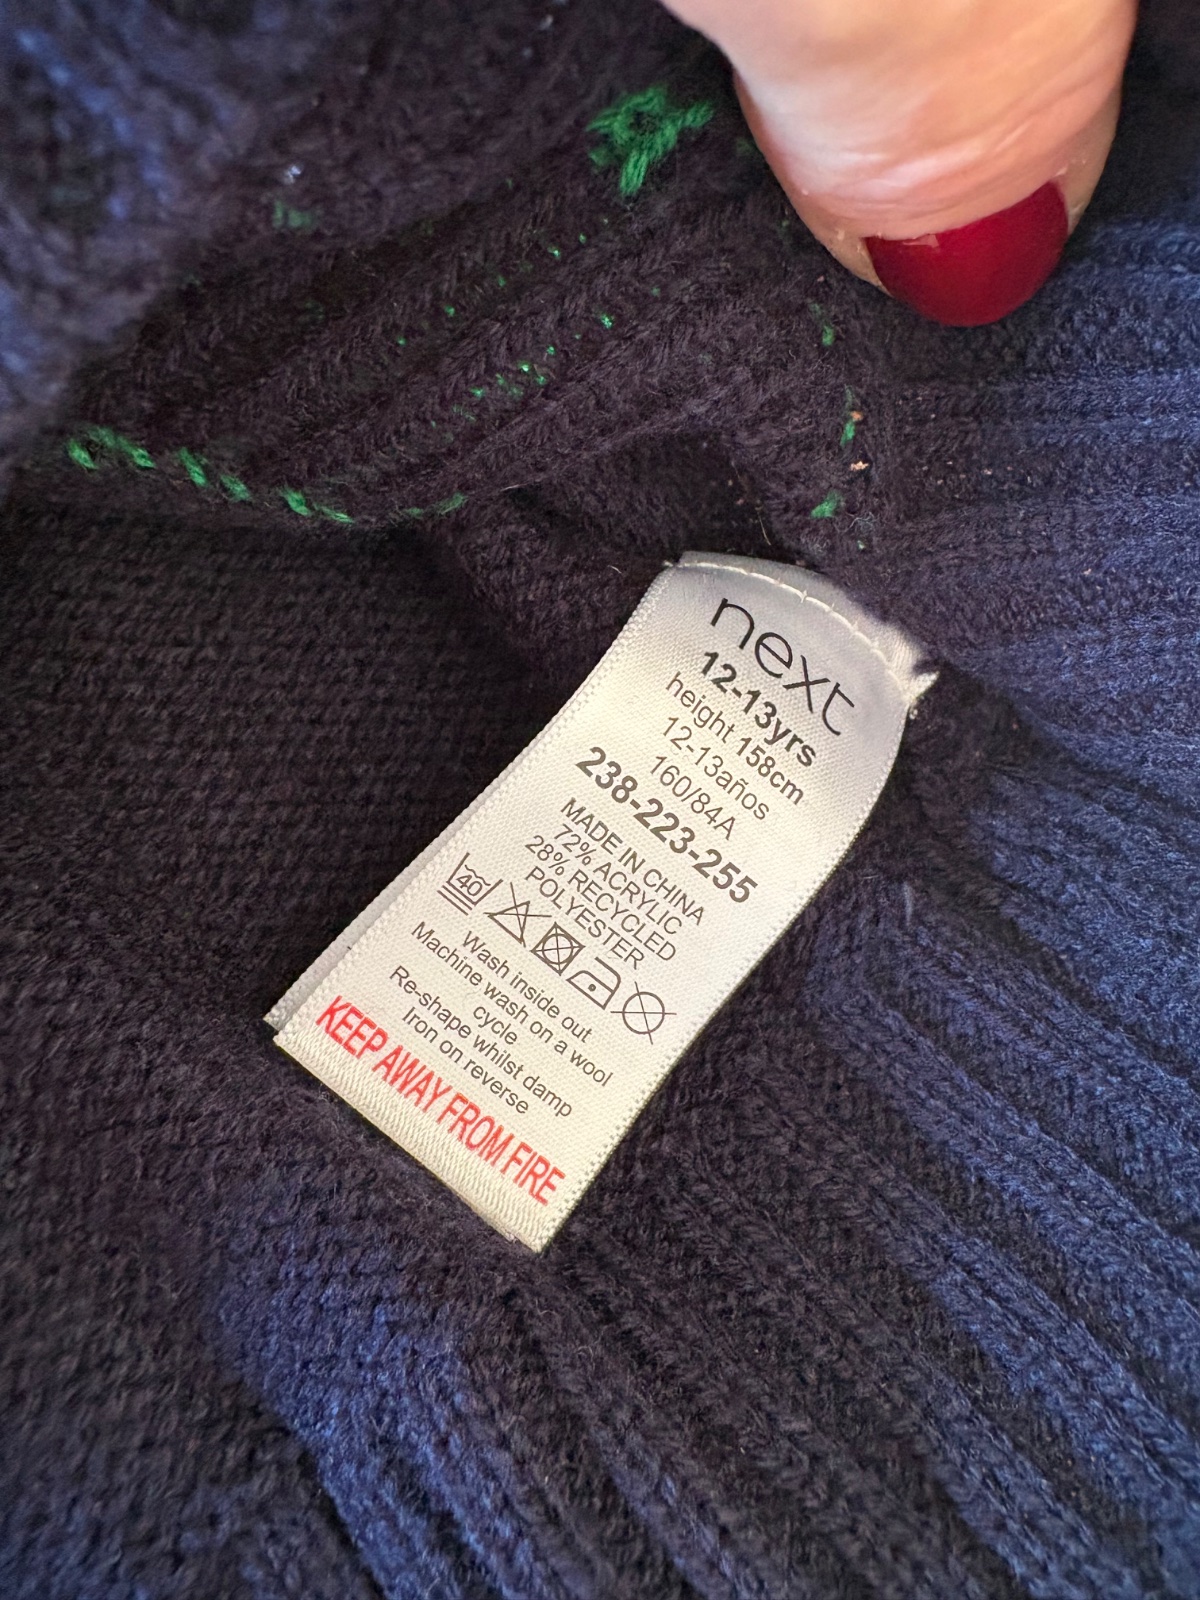 next
12-13yrs
height 158cm
12-13años
160/84A
238-223-255
MADE IN CHINA
72% ACRYLIC
28% RECYCLED
POLYESTER
40
Wash inside out
Machine wash on a wool
cycle
Re-shape whilst damp
Iron on reverse
KEEP AWAY FROM FIRE